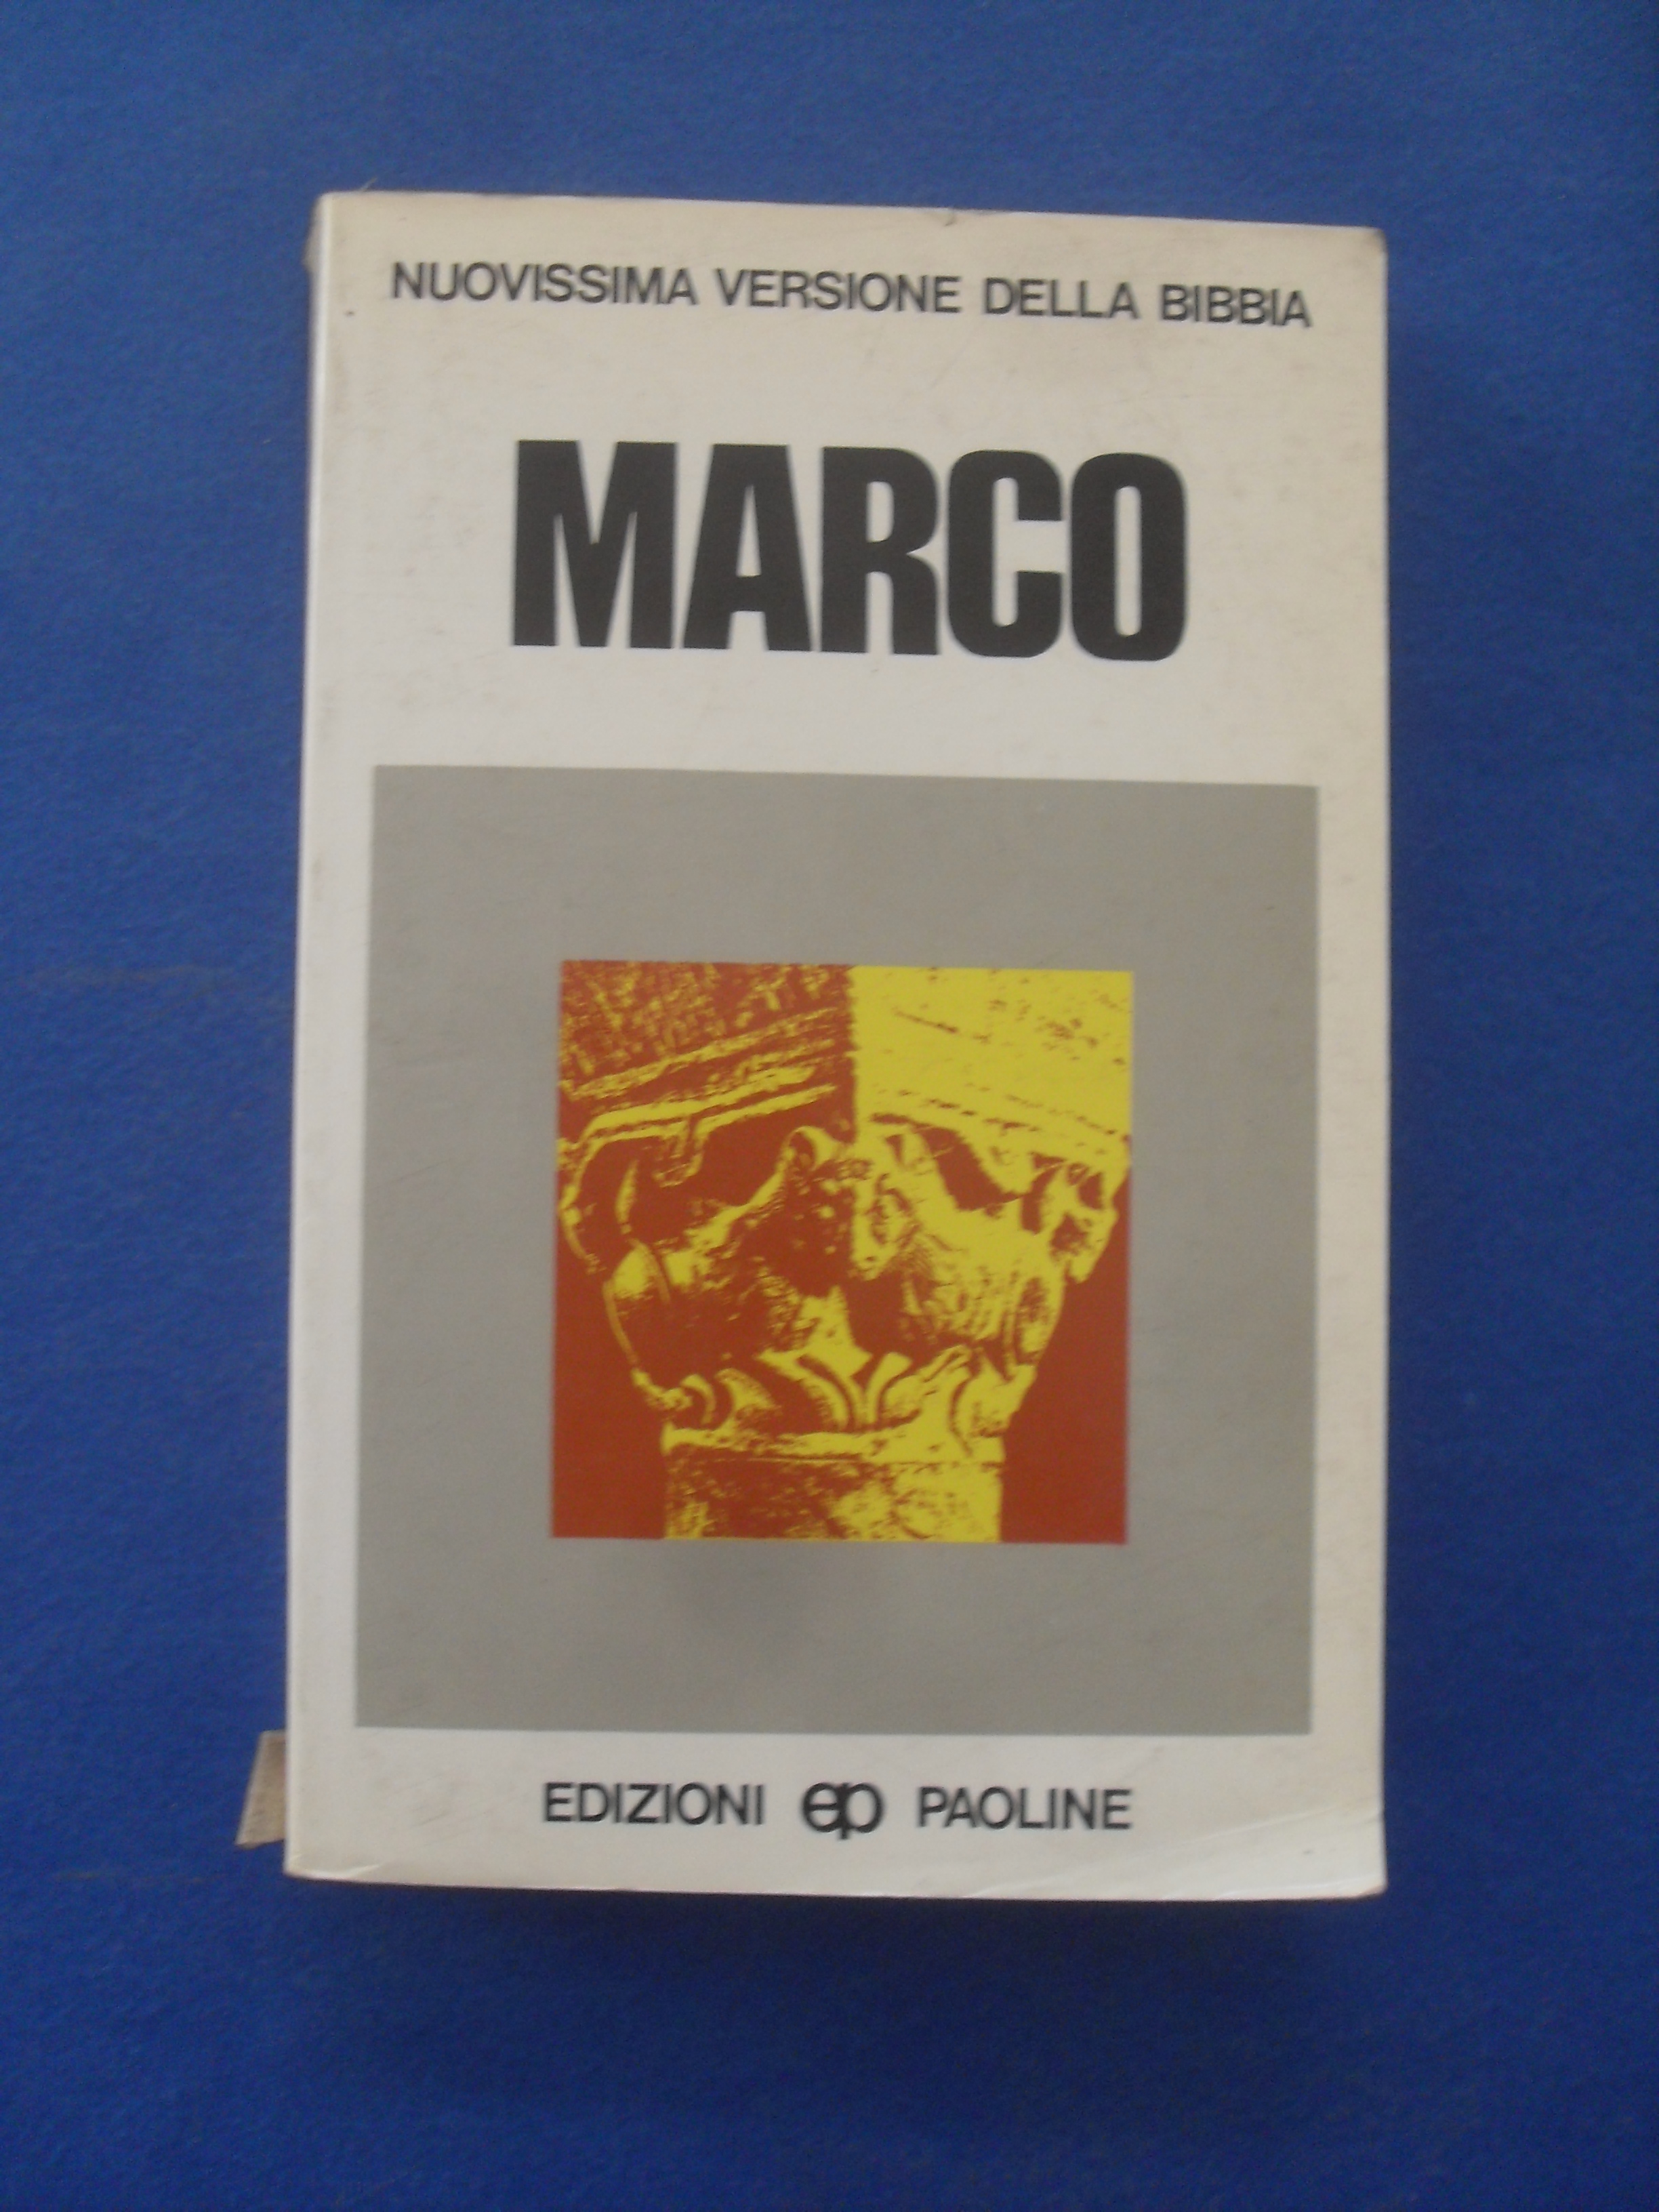 NUOVISSIMA VERSIONE DELLA BIBBIA
MARCO
EDIZIONI ep PAOLINE